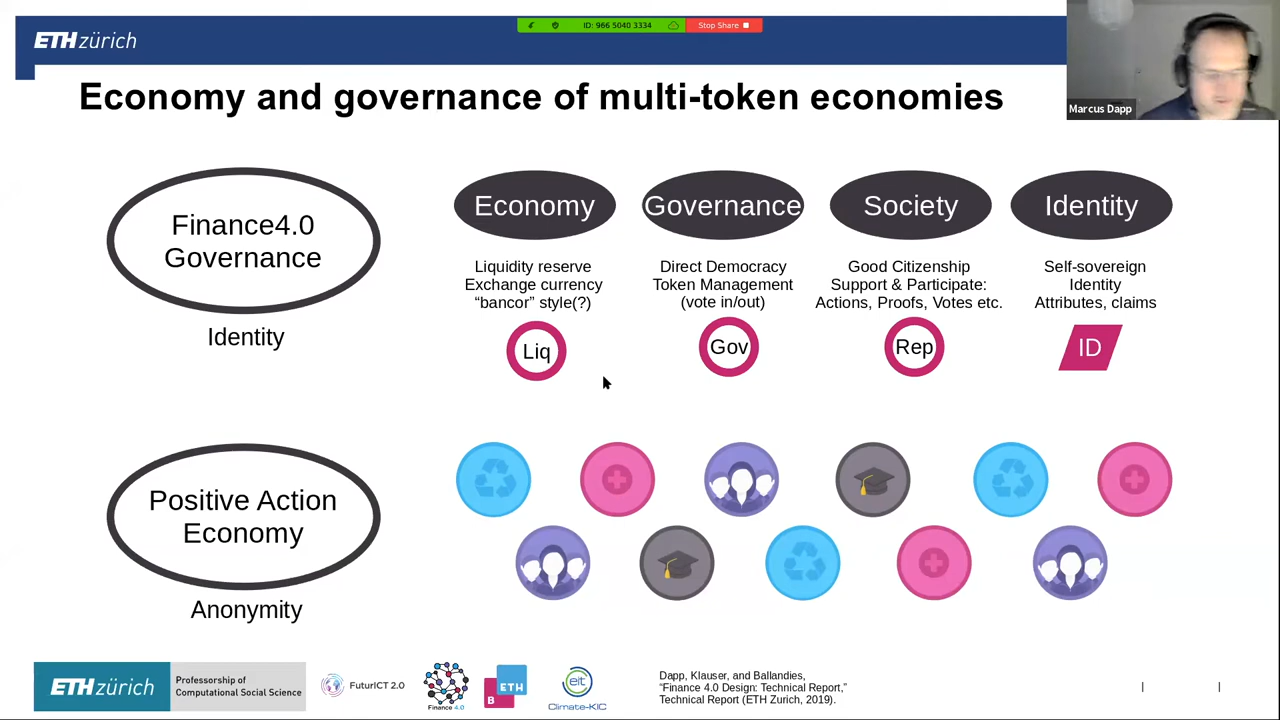 ETH zürich
ID: 966 5040 3334
Stop Share
Marcus Dapp
Economy and governance of multi-token economies
Finance4.0
Governance
Identity
Economy
Governance
Society
Identity
Liquidity reserve
Exchange currency
“bancor” style(?)
Direct Democracy
Token Management
(vote in/out)
Good Citizenship
Support & Participate:
Actions, Proofs, Votes etc.
Self-sovereign
Identity
Attributes, claims
Liq
Gov
Rep
ID
Positive Action
Economy
Anonymity
ETH zürich
Professorship of
Computational Social Science
FuturICT 2.0
Finance 4.0
ETH
B
eit
Climate-KIC
Dapp, Klauser, and Ballandies,
“Finance 4.0 Design: Technical Report,”
Technical Report (ETH Zurich, 2019).